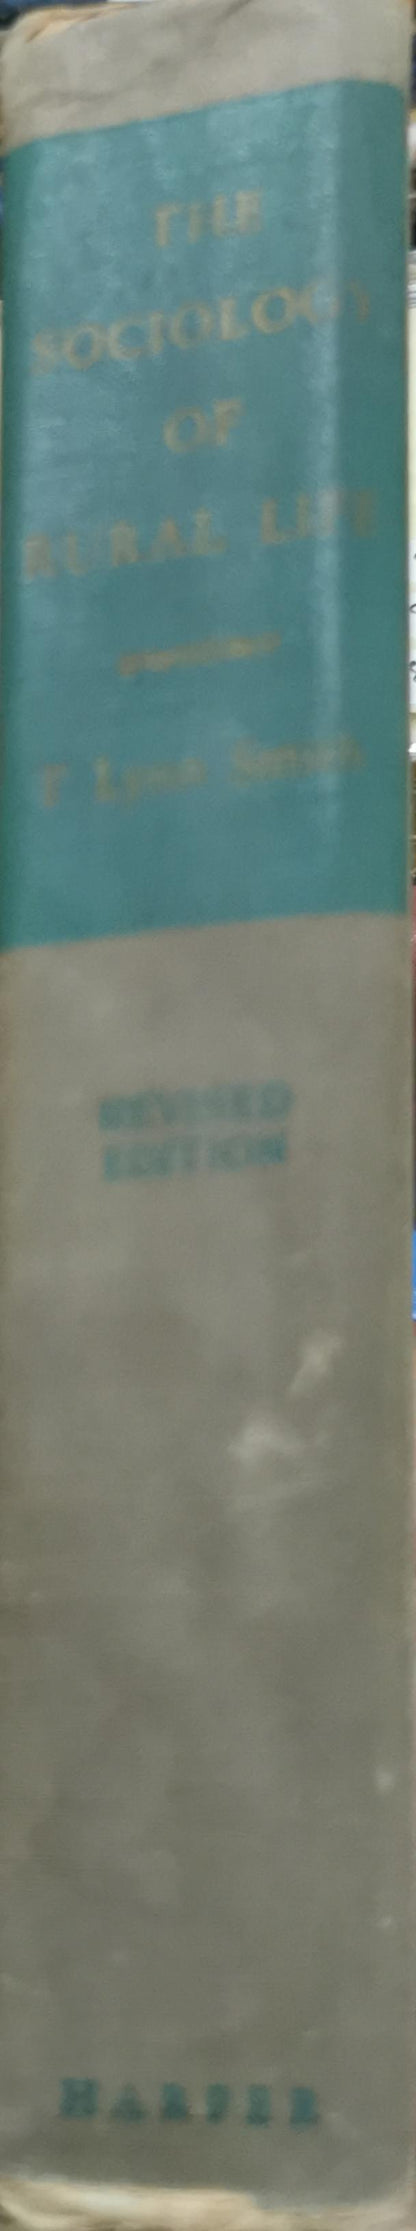 THE
SOCIOLOGY
OF
RURAL LIFE
T Lynn Smith
REVISED
EDITION
HARPER